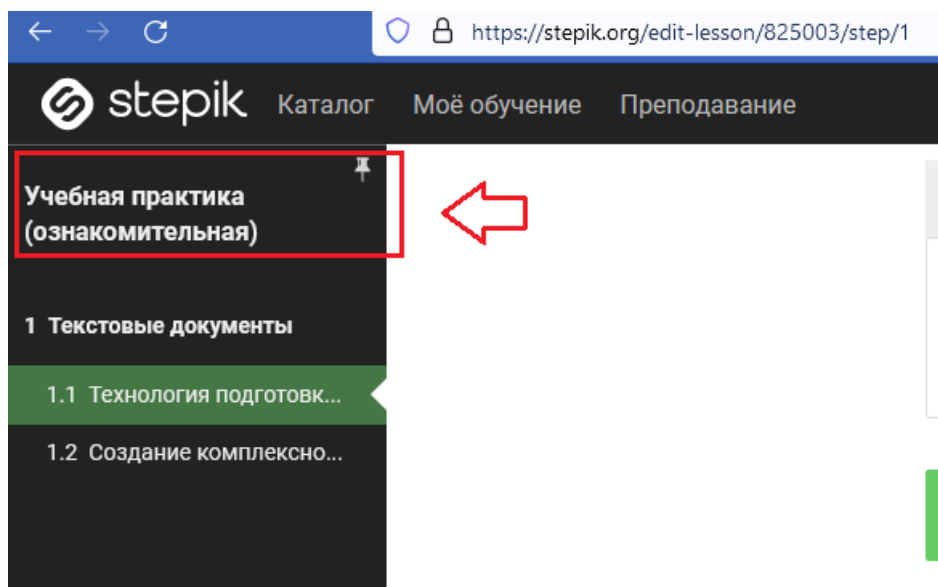 https://stepik.org/edit-lesson/825003/step/1
stepik Каталог Моё обучение Преподавание
Учебная практика
(ознакомительная)
1 Текстовые документы
1.1 Технология подготовк...
1.2 Создание комплексно...